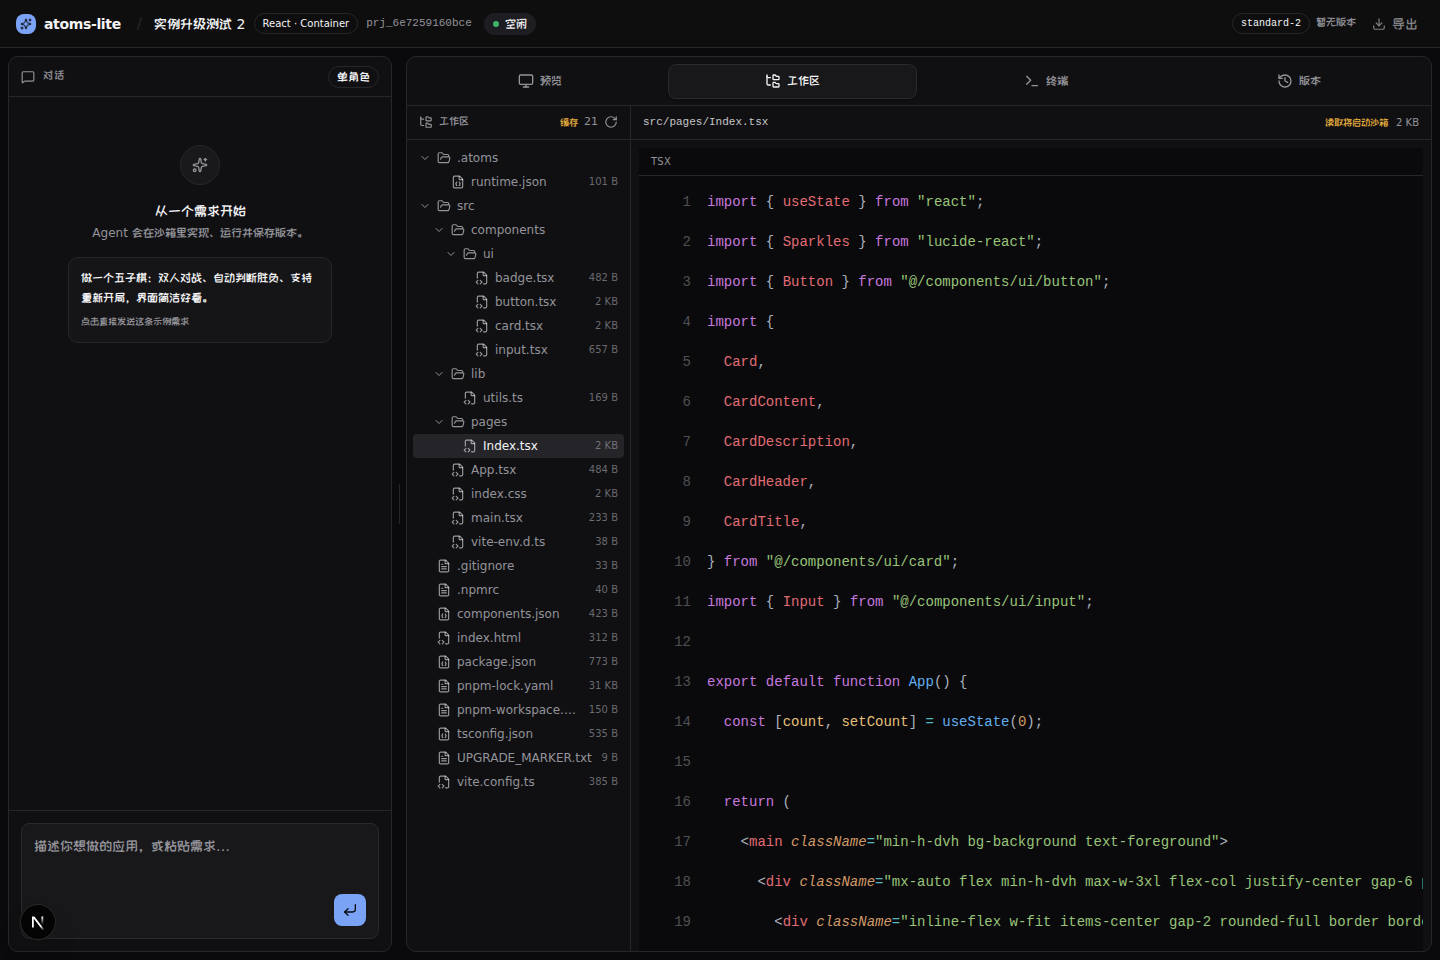 atoms-lite / 实例升级测试 2 React · Container prj_6e7259160bce 空闲 standard-2 暂无版本 导出
对话 单角色
预览 工作区 终端 版本
从一个需求开始
Agent 会在沙箱里实现、运行并保存版本。
做一个五子棋：双人对战、自动判断胜负、支持
重新开局，界面简洁好看。
点击直接发送这条示例需求
描述你想做的应用，或粘贴需求...
工作区 缓存 21
.atoms
runtime.json 101 B
src
components
ui
badge.tsx 482 B
button.tsx 2 KB
card.tsx 2 KB
input.tsx 657 B
lib
utils.ts 169 B
pages
Index.tsx 2 KB
App.tsx 484 B
index.css 2 KB
main.tsx 233 B
vite-env.d.ts 38 B
.gitignore 33 B
.npmrc 40 B
components.json 423 B
index.html 312 B
package.json 773 B
pnpm-lock.yaml 31 KB
pnpm-workspace.... 150 B
tsconfig.json 535 B
UPGRADE_MARKER.txt 9 B
vite.config.ts 385 B
src/pages/Index.tsx 读取将启动沙箱 2 KB
TSX
1 import { useState } from "react";
2 import { Sparkles } from "lucide-react";
3 import { Button } from "@/components/ui/button";
4 import {
5 Card,
6 CardContent,
7 CardDescription,
8 CardHeader,
9 CardTitle,
10 } from "@/components/ui/card";
11 import { Input } from "@/components/ui/input";
12
13 export default function App() {
14 const [count, setCount] = useState(0);
15
16 return (
17 <main className="min-h-dvh bg-background text-foreground">
18 <div className="mx-auto flex min-h-dvh max-w-3xl flex-col justify-center gap-6
19 <div className="inline-flex w-fit items-center gap-2 rounded-full border bord